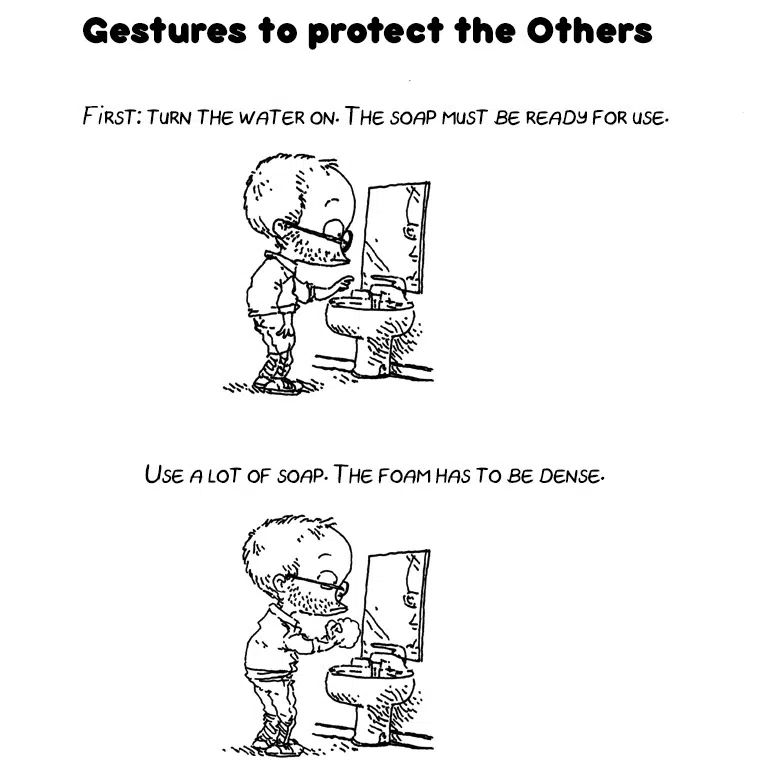 Gestures to protect the Others
First: turn the water on. The soap must be ready for use.
Use a lot of soap. The foam has to be dense.